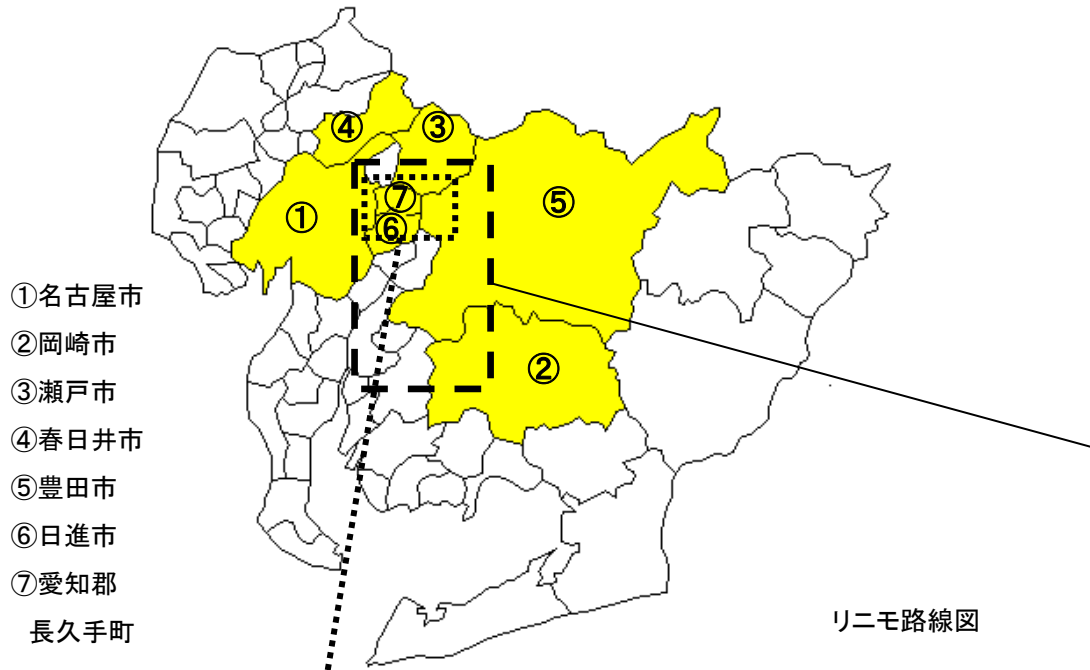 ④
③
⑦
①
⑤
⑥
②
①名古屋市
②岡崎市
③瀬戸市
④春日井市
⑤豊田市
⑥日進市
⑦愛知郡
長久手町
リニモ路線図